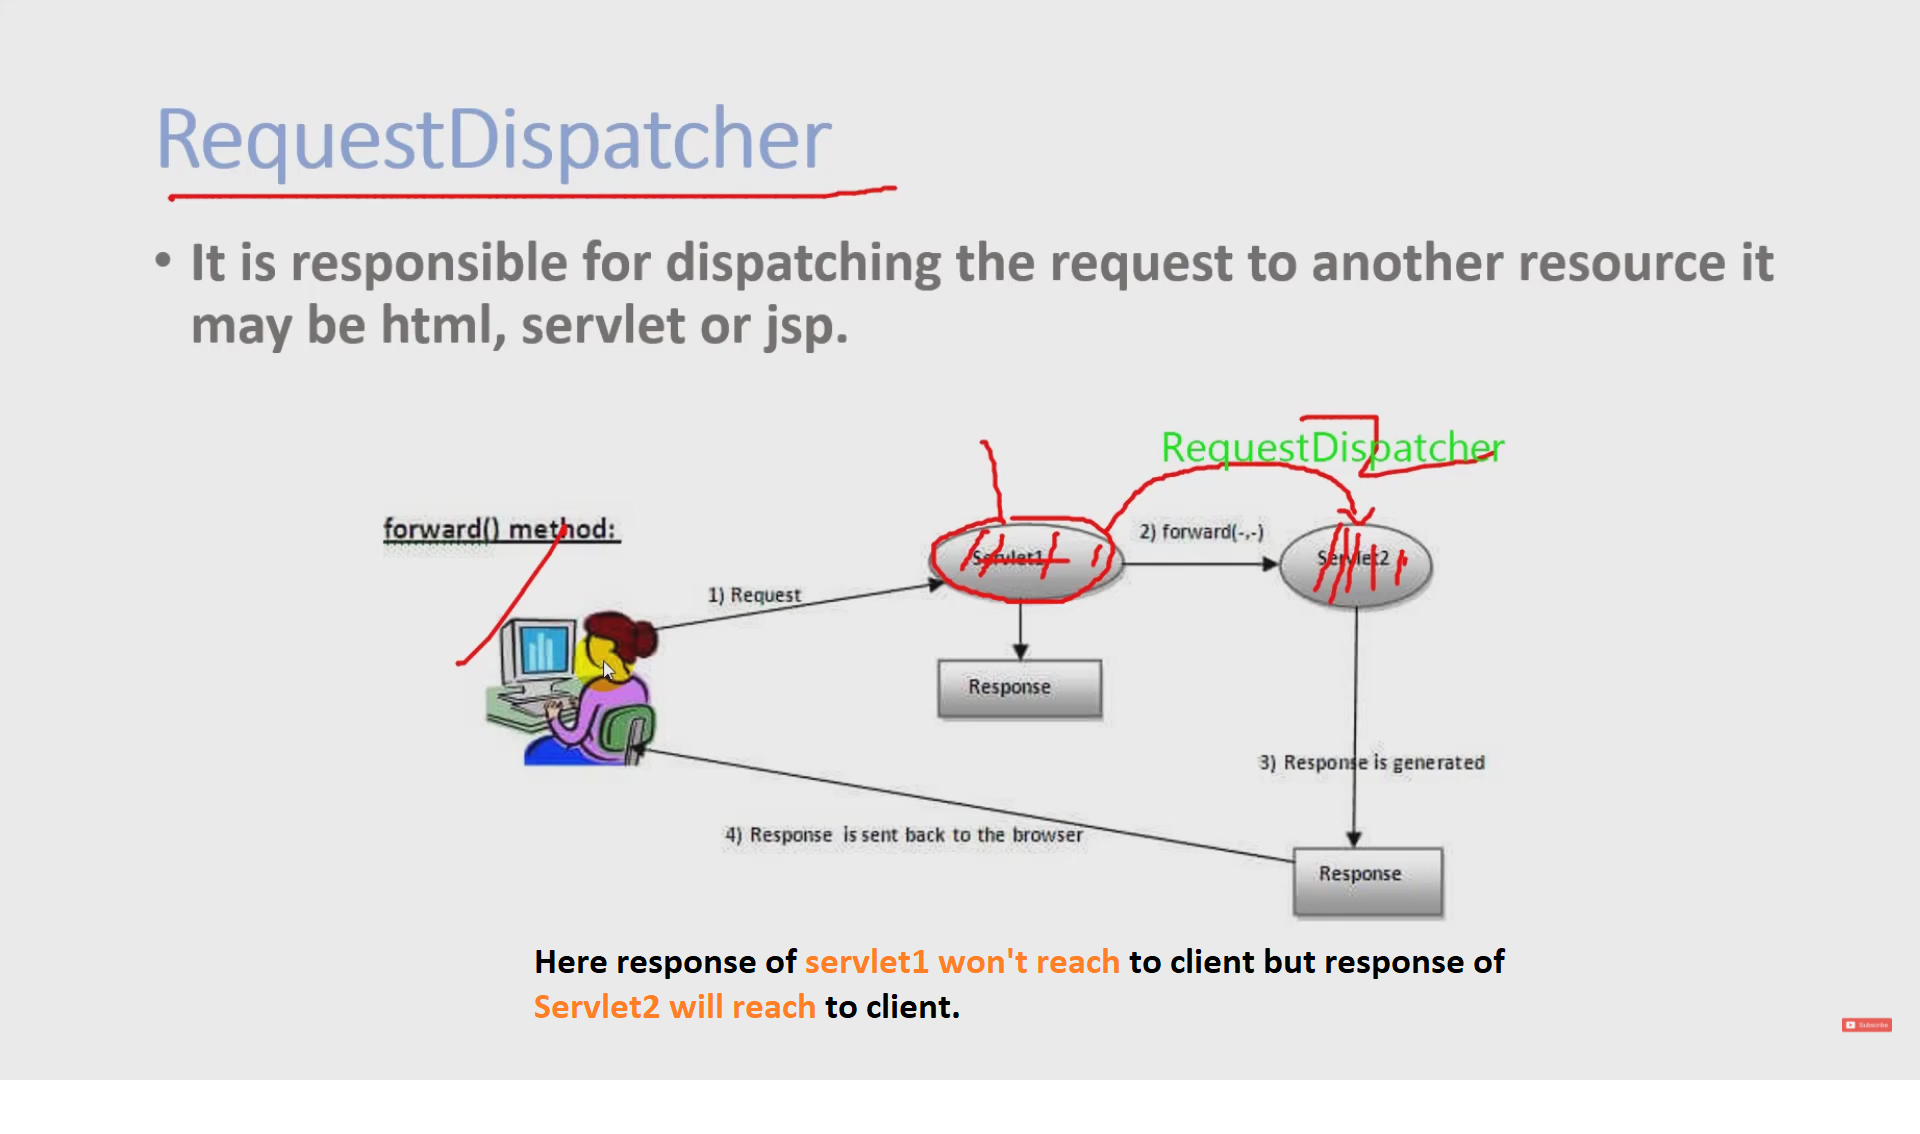 RequestDispatcher
• It is responsible for dispatching the request to another resource it
may be html, servlet or jsp.
RequestDispatcher
forward() method:
2) forward(-,-)
Servlet1
Servlet2
1) Request
Response
3) Response is generated
4) Response is sent back to the browser
Response
Here response of servlet1 won't reach to client but response of
Servlet2 will reach to client.
Subscribe